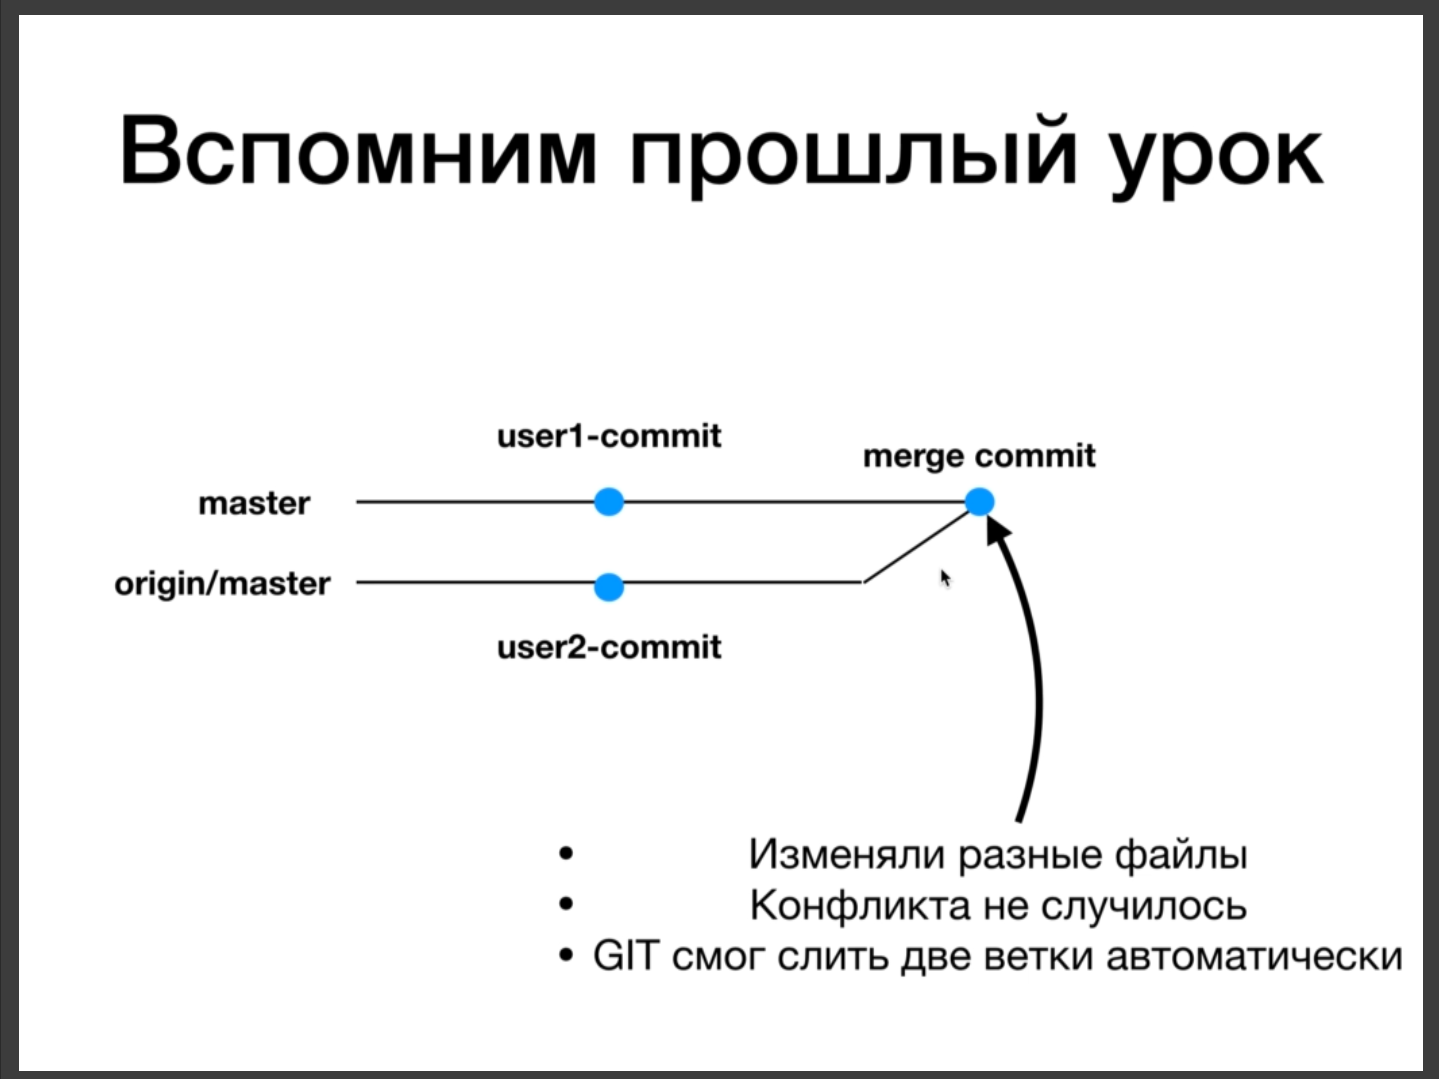 Вспомним прошлый урок
user1-commit
merge commit
master
origin/master
user2-commit
• Изменяли разные файлы
• Конфликта не случилось
• GIT смог слить две ветки автоматически